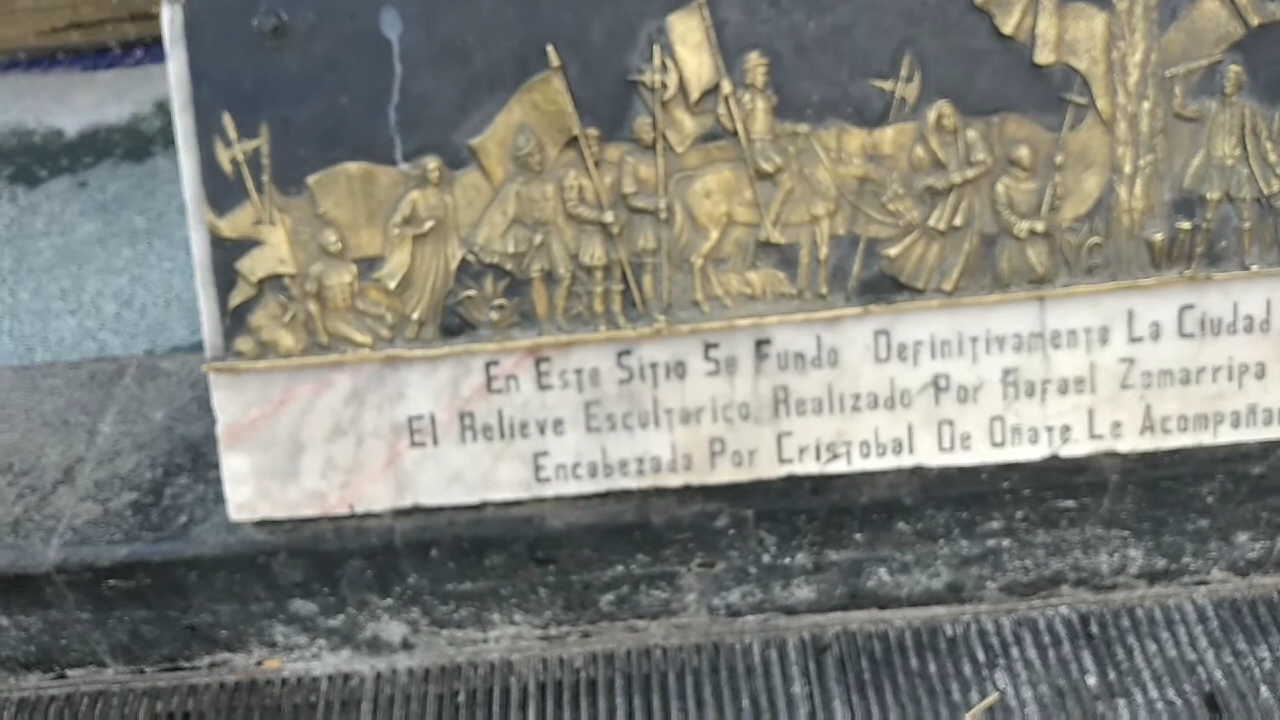 En Este Sitio Se Fundo Definitivamente La Ciudad
El Relieve Escultorico, Realizado Por Rafael Zamarripa
Encabezada Por Cristobal De Oñate Le Acompañar